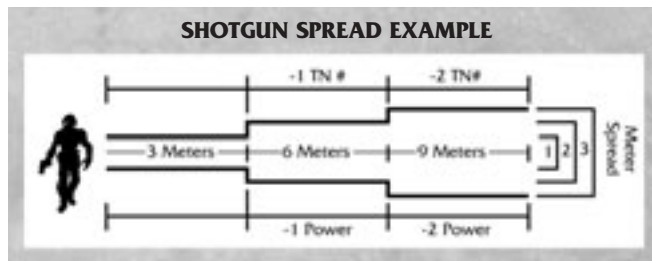 SHOTGUN SPREAD EXAMPLE
-1 TN # -2 TN#
3 Meters 6 Meters 9 Meters 1 2 3 Meter
Spread
-1 Power -2 Power